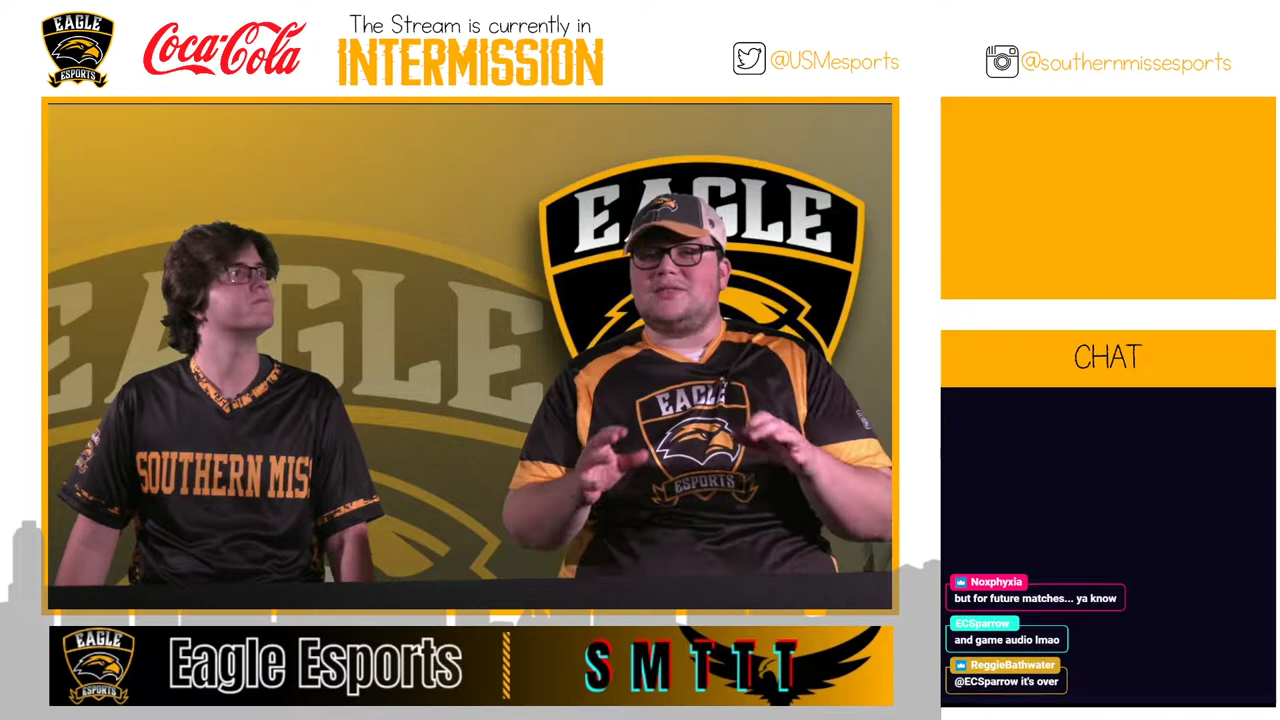 EAGLE
ESPORTS
Coca-Cola
The Stream is currently in
INTERMISSION
@USMesports
@southernmissesports
EAGLE
EAGLE
SOUTHERN MISS
EAGLE
ESPORTS
CHAT
Noxphyxia
but for future matches... ya know
ECSparrow
and game audio lmao
ReggieBathwater
@ECSparrow it's over
EAGLE
ESPORTS
Eagle Esports
SMTTT